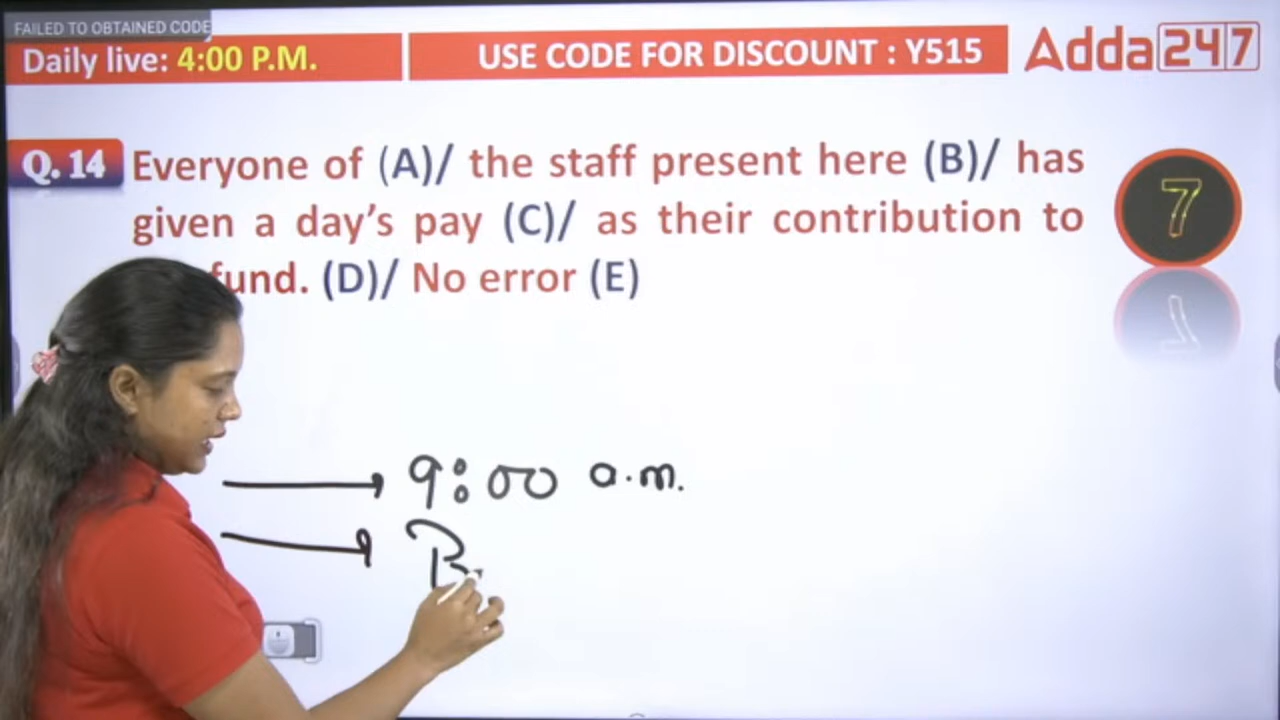 FAILED TO OBTAINED CODE
Daily live: 4:00 P.M.
USE CODE FOR DISCOUNT : Y515
Adda247
Q. 14 Everyone of (A)/ the staff present here (B)/ has
given a day's pay (C)/ as their contribution to
fund. (D)/ No error (E)
7
9:00 a.m.